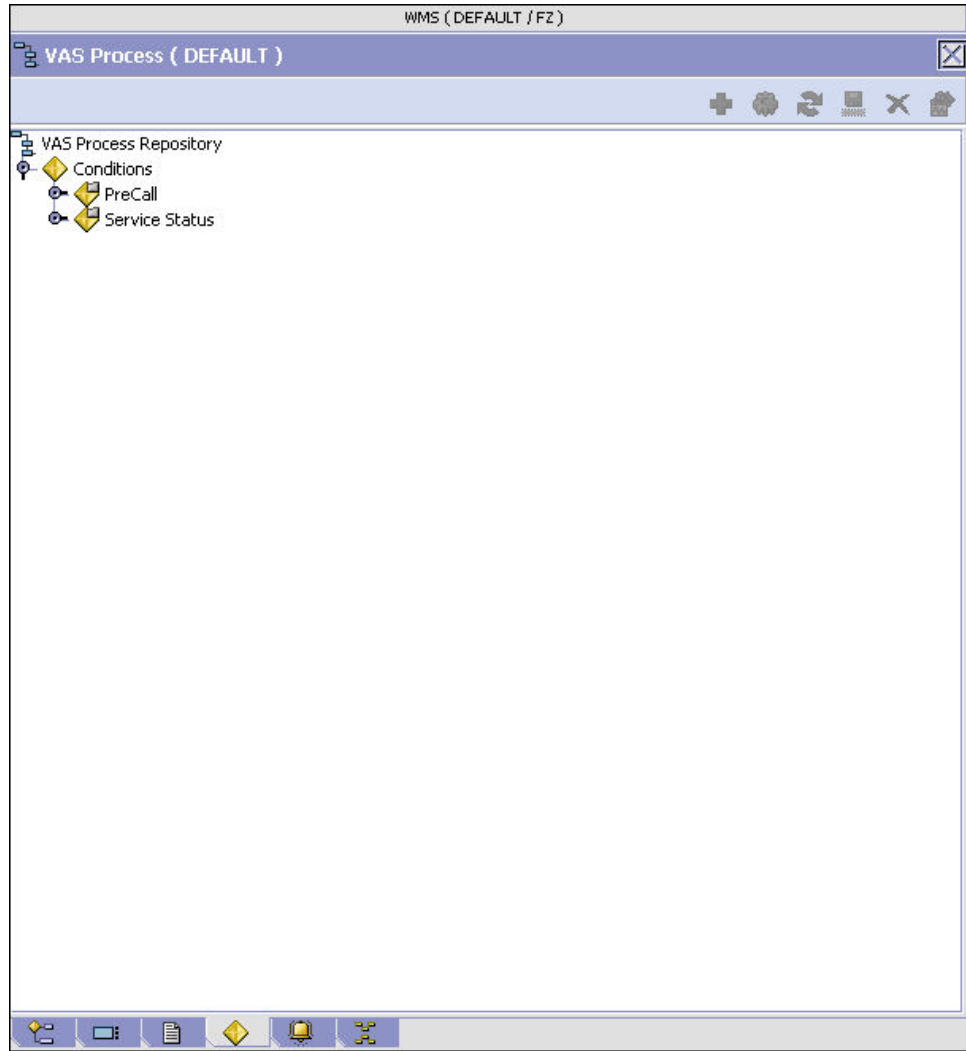 WMS ( DEFAULT / FZ )
VAS Process ( DEFAULT )
VAS Process Repository
Conditions
PreCall
Service Status